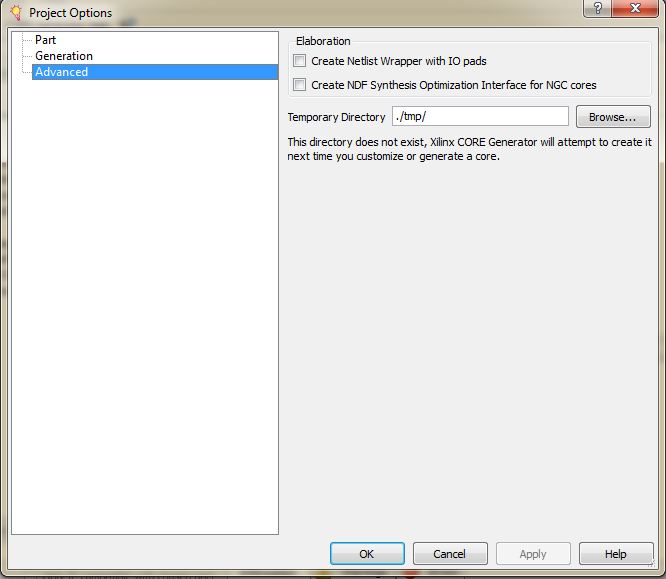 Project Options
Part
Generation
Advanced
Elaboration
Create Netlist Wrapper with IO pads
Create NDF Synthesis Optimization Interface for NGC cores
Temporary Directory ./tmp/ Browse...
This directory does not exist, Xilinx CORE Generator will attempt to create it
next time you customize or generate a core.
OK Cancel Apply Help